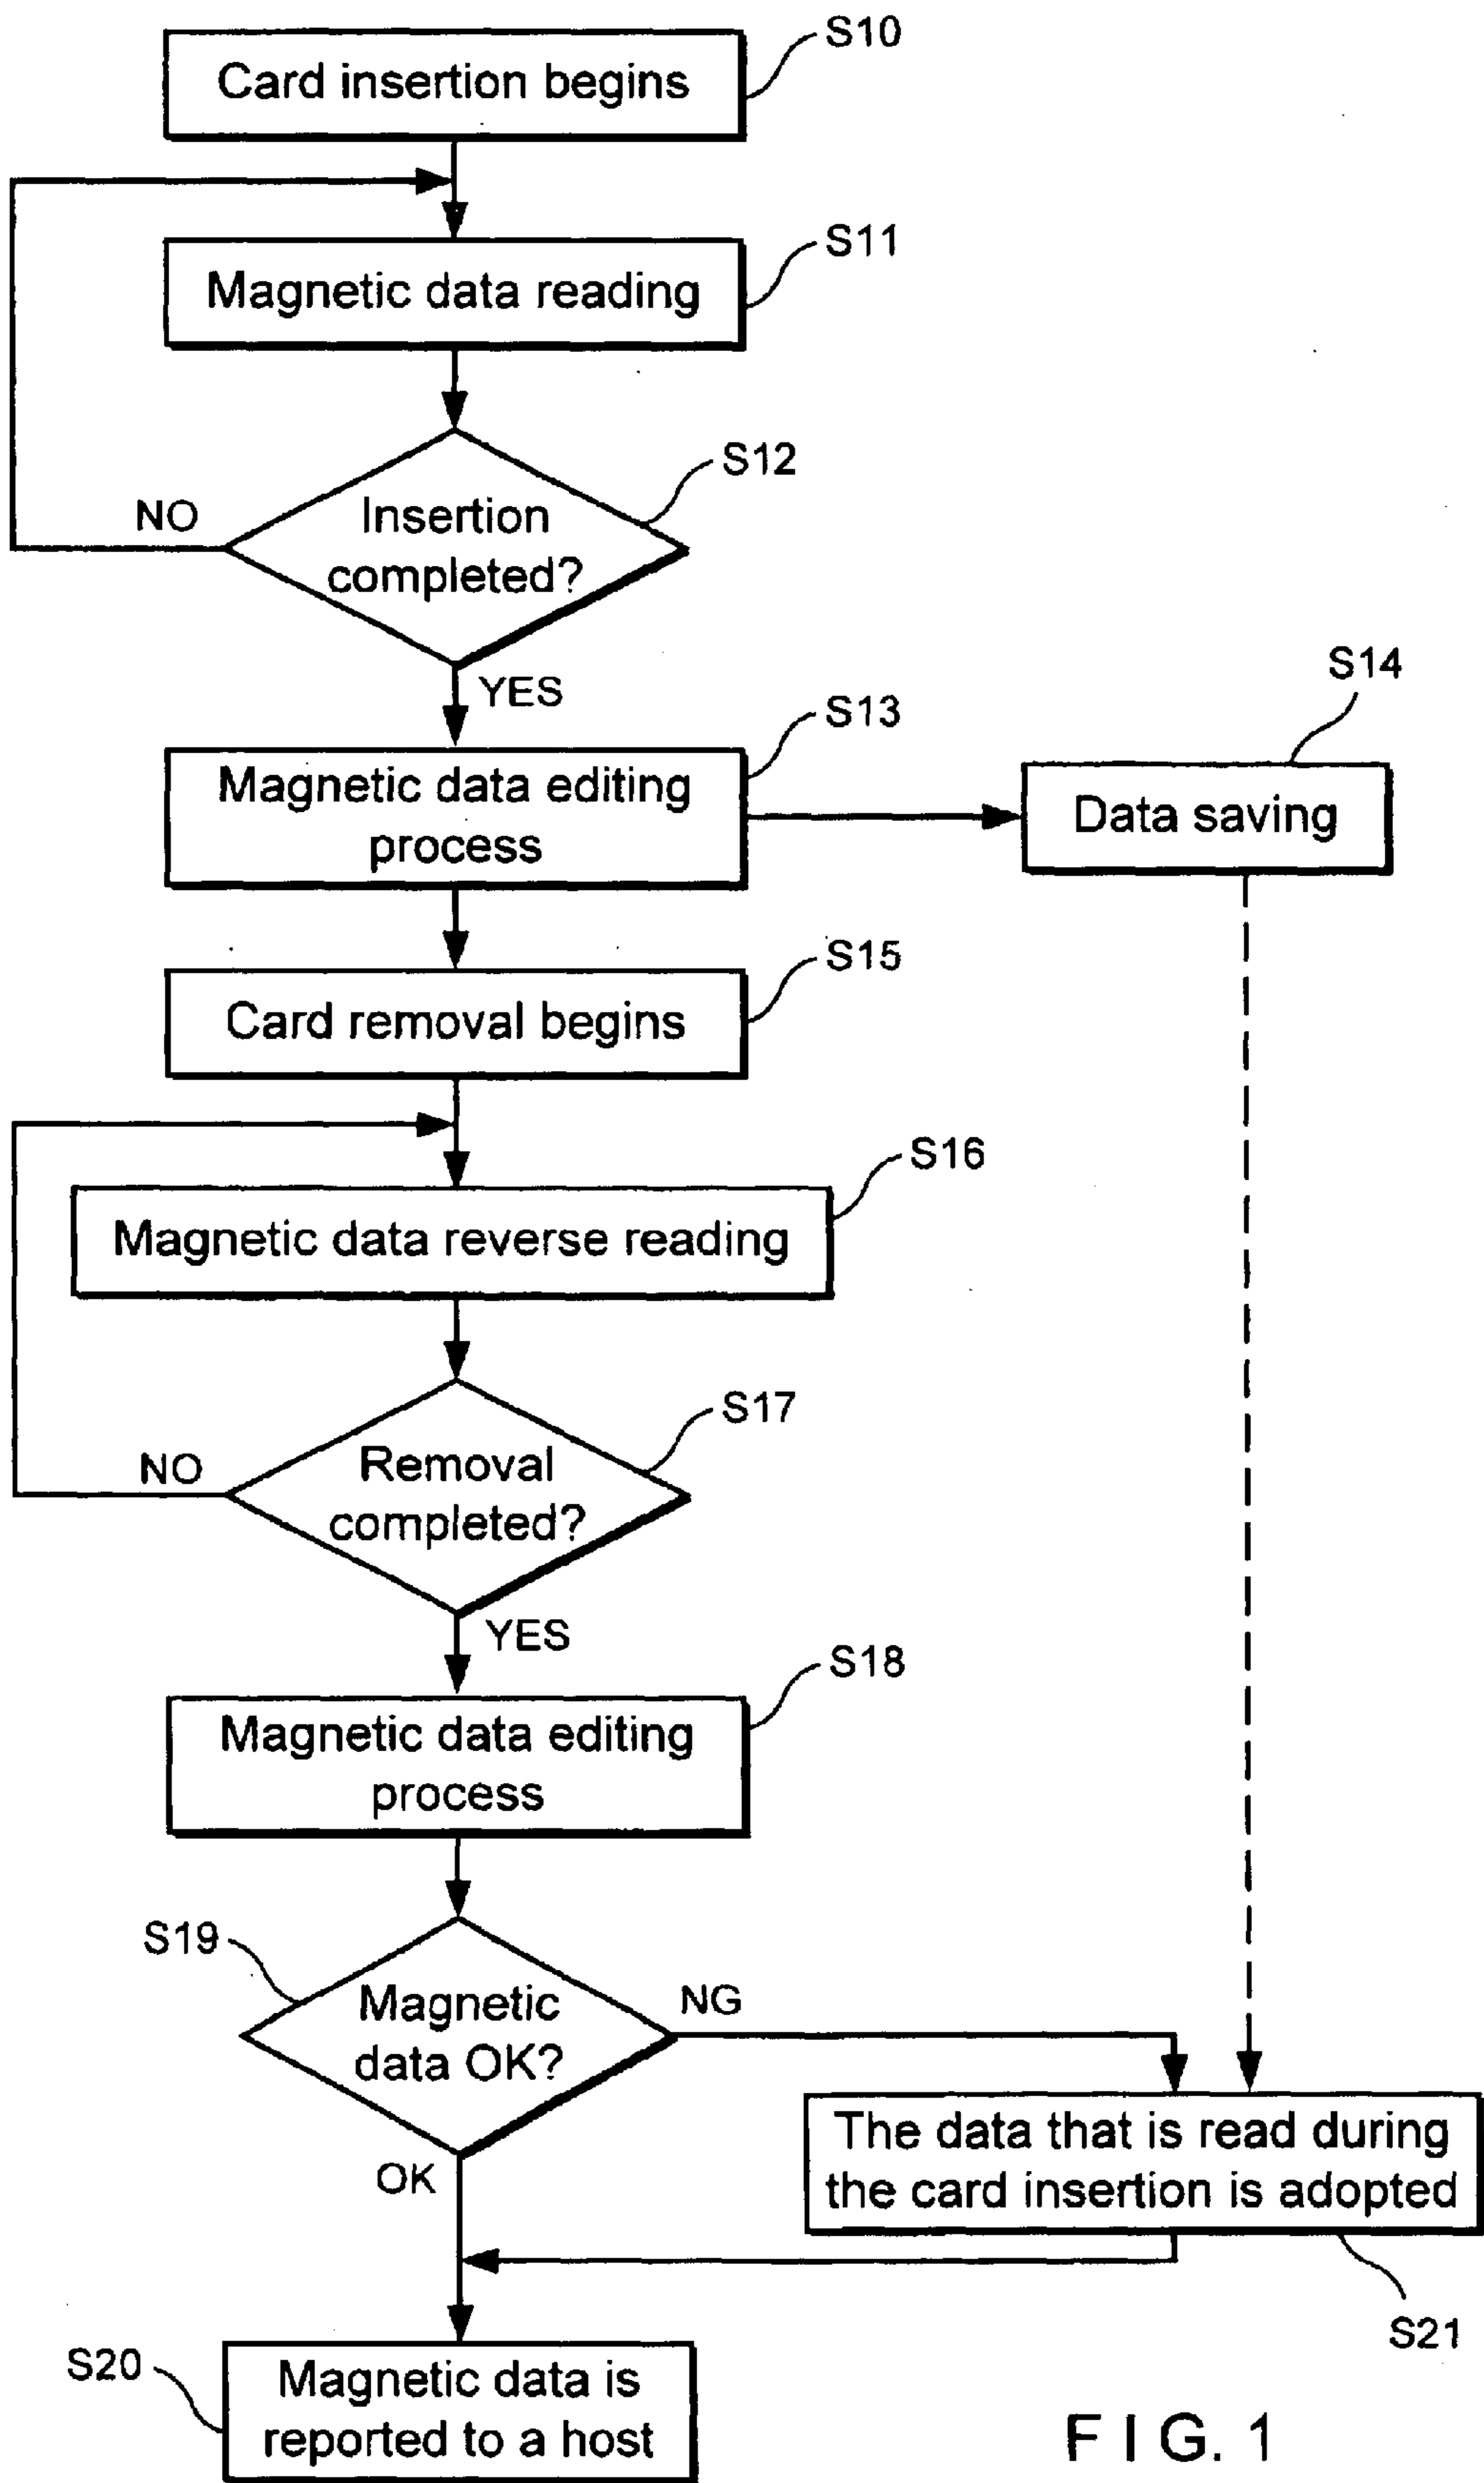 S10
Card insertion begins
S11
Magnetic data reading
S12
NO
Insertion
completed?
YES
S13
S14
Magnetic data editing
process
Data saving
S15
Card removal begins
S16
Magnetic data reverse reading
S17
NO
Removal
completed?
YES
S18
Magnetic data editing
process
S19
Magnetic
data OK?
NG
OK
The data that is read during
the card insertion is adopted
S21
S20
Magnetic data is
reported to a host
FIG. 1